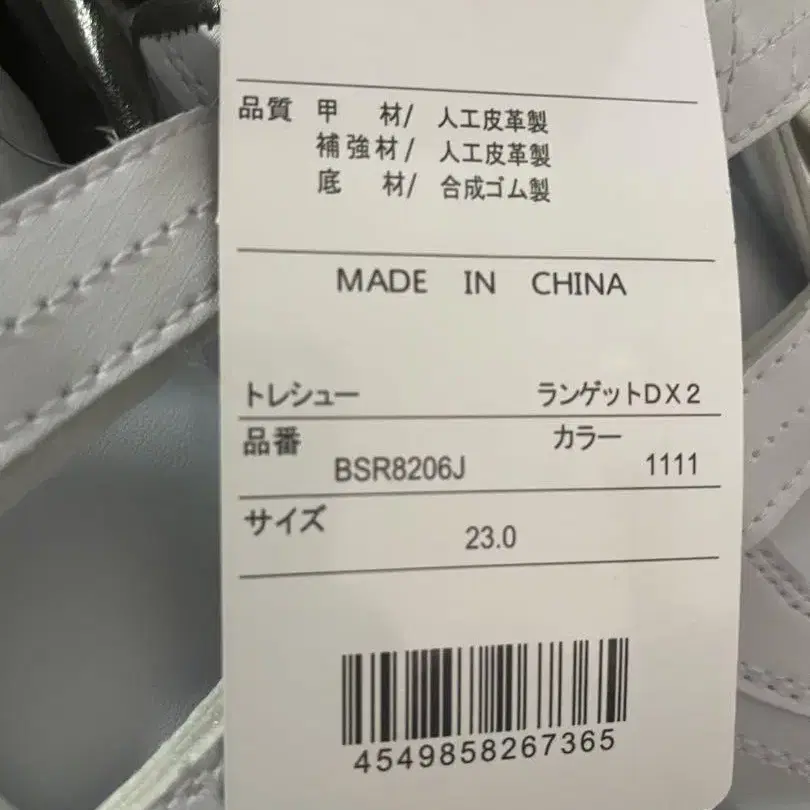 品質 甲 材/ 人工皮革製
補強材/ 人工皮革製
底 材/ 合成ゴム製
MADE IN CHINA
トレシュー ランゲットDX2
品番 BSR8206J カラー 1111
サイズ 23.0
4549858267365